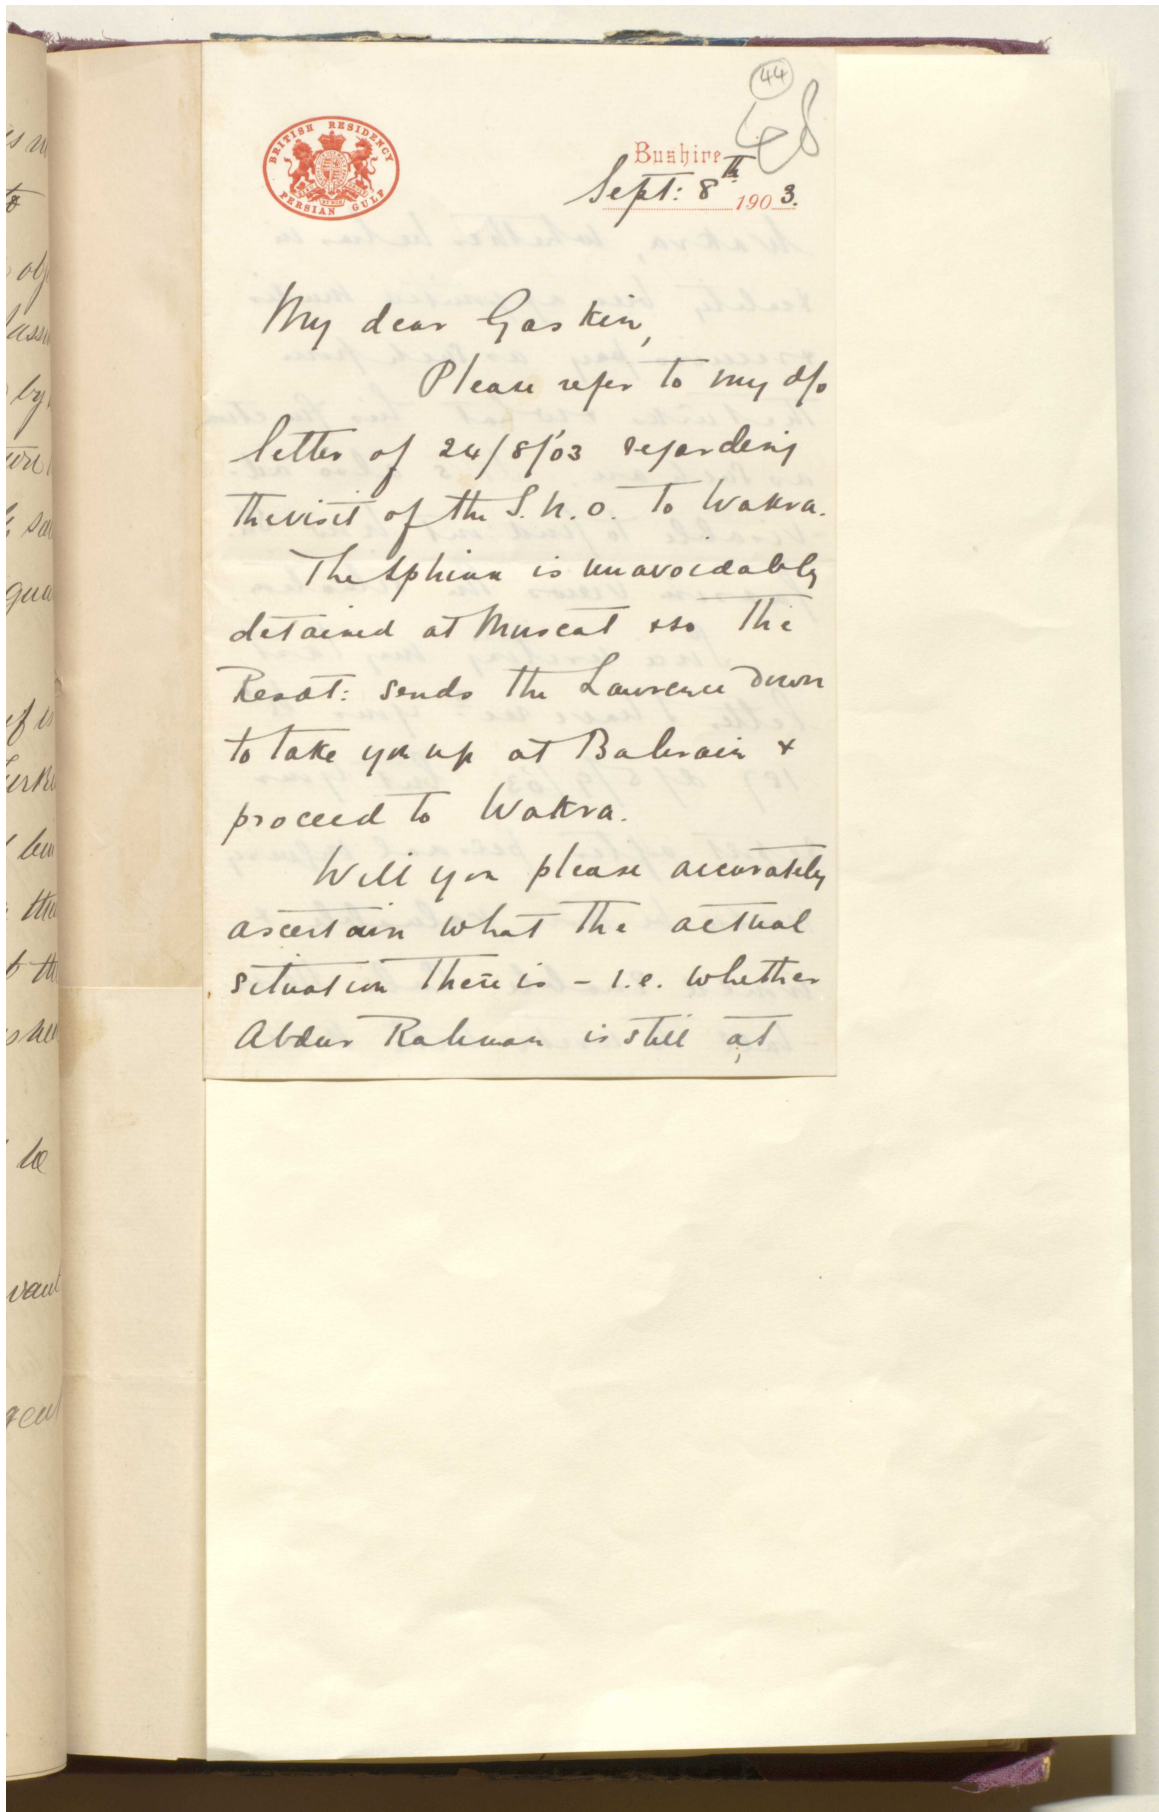 44
48
BRITISH RESIDENCY
PERSIAN GULF
Bushire
Sept: 8th 1903.
My dear Gaskin,
Please refer to my d/o
letter of 24/8/03 regarding
the visit of the S.N.O. to Wakra.
The Sphinx is unavoidably
detained at Muscat & so the
Resdt: sends the Lawrence down
to take you up at Bahrain &
proceed to Wakra.
Will you please accurately
ascertain what the actual
situation there is - i.e. whether
Abdur Rahman is still at